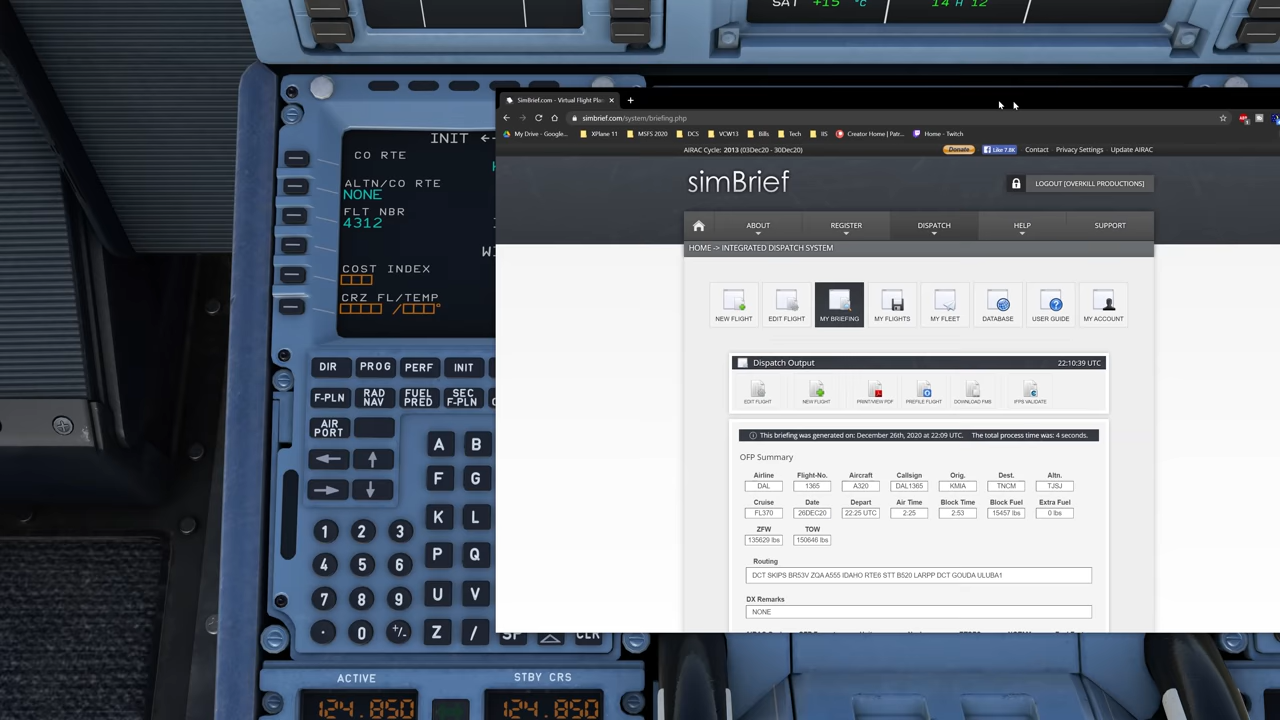 SAT +15 °C
14 H 12
INIT ←
CO RTE
ALTN/CO RTE
NONE
FLT NBR
4312
COST INDEX
CRZ FL/TEMP
/ °
DIR PROG PERF INIT
F-PLN RAD NAV FUEL PRED SEC F-PLN
AIR PORT
← ↑
→ ↓
A B
F G
K L
P Q
U V
Z /
1 2 3
4 5 6
7 8 9
. 0 +/-
SP CLR
ACTIVE STBY CRS
124.850 124.850
SimBrief.com - Virtual Flight Pla
simbrief.com/system/briefing.php
My Drive - Google... XPlane 11 MSFS 2020 DCS VCW13 Bills Tech IIS Creator Home | Patr... Home - Twitch
AIRAC Cycle: 2013 (03Dec20 - 30Dec20) Donate Like 7.8K Contact Privacy Settings Update AIRAC
simBrief
LOGOUT [OVERKILL PRODUCTIONS]
ABOUT REGISTER DISPATCH HELP SUPPORT
HOME -> INTEGRATED DISPATCH SYSTEM
NEW FLIGHT EDIT FLIGHT MY BRIEFING MY FLIGHTS MY FLEET DATABASE USER GUIDE MY ACCOUNT
Dispatch Output 22:10:39 UTC
EDIT FLIGHT NEW FLIGHT PRINT/VIEW PDF PREFILE FLIGHT DOWNLOAD FMS IFPS VALIDATE
This briefing was generated on: December 26th, 2020 at 22:09 UTC. The total process time was: 4 seconds.
OFP Summary
Airline Flight-No. Aircraft Callsign Orig. Dest. Altn.
DAL 1365 A320 DAL1365 KMIA TNCM TJSJ
Cruise Date Depart Air Time Block Time Block Fuel Extra Fuel
FL370 26DEC20 22:25 UTC 2:25 2:53 15457 lbs 0 lbs
ZFW TOW
135629 lbs 150646 lbs
Routing
DCT SKIPS BR53V ZQA A555 IDAHO RTE6 STT B520 LARPP DCT GOUDA ULUBA1
DX Remarks
NONE